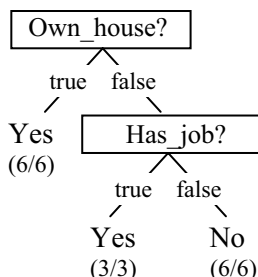 Own_house?
true false
Yes
(6/6)
Has_job?
true false
Yes No
(3/3) (6/6)